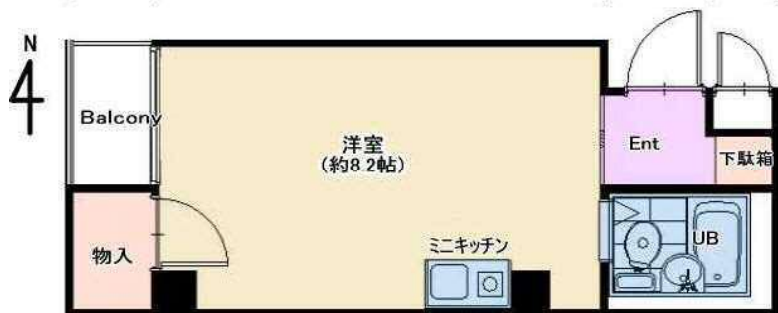 N
Balcony
洋室
(約8.2帖)
Ent
下駄箱
物入
ミニキッチン
UB